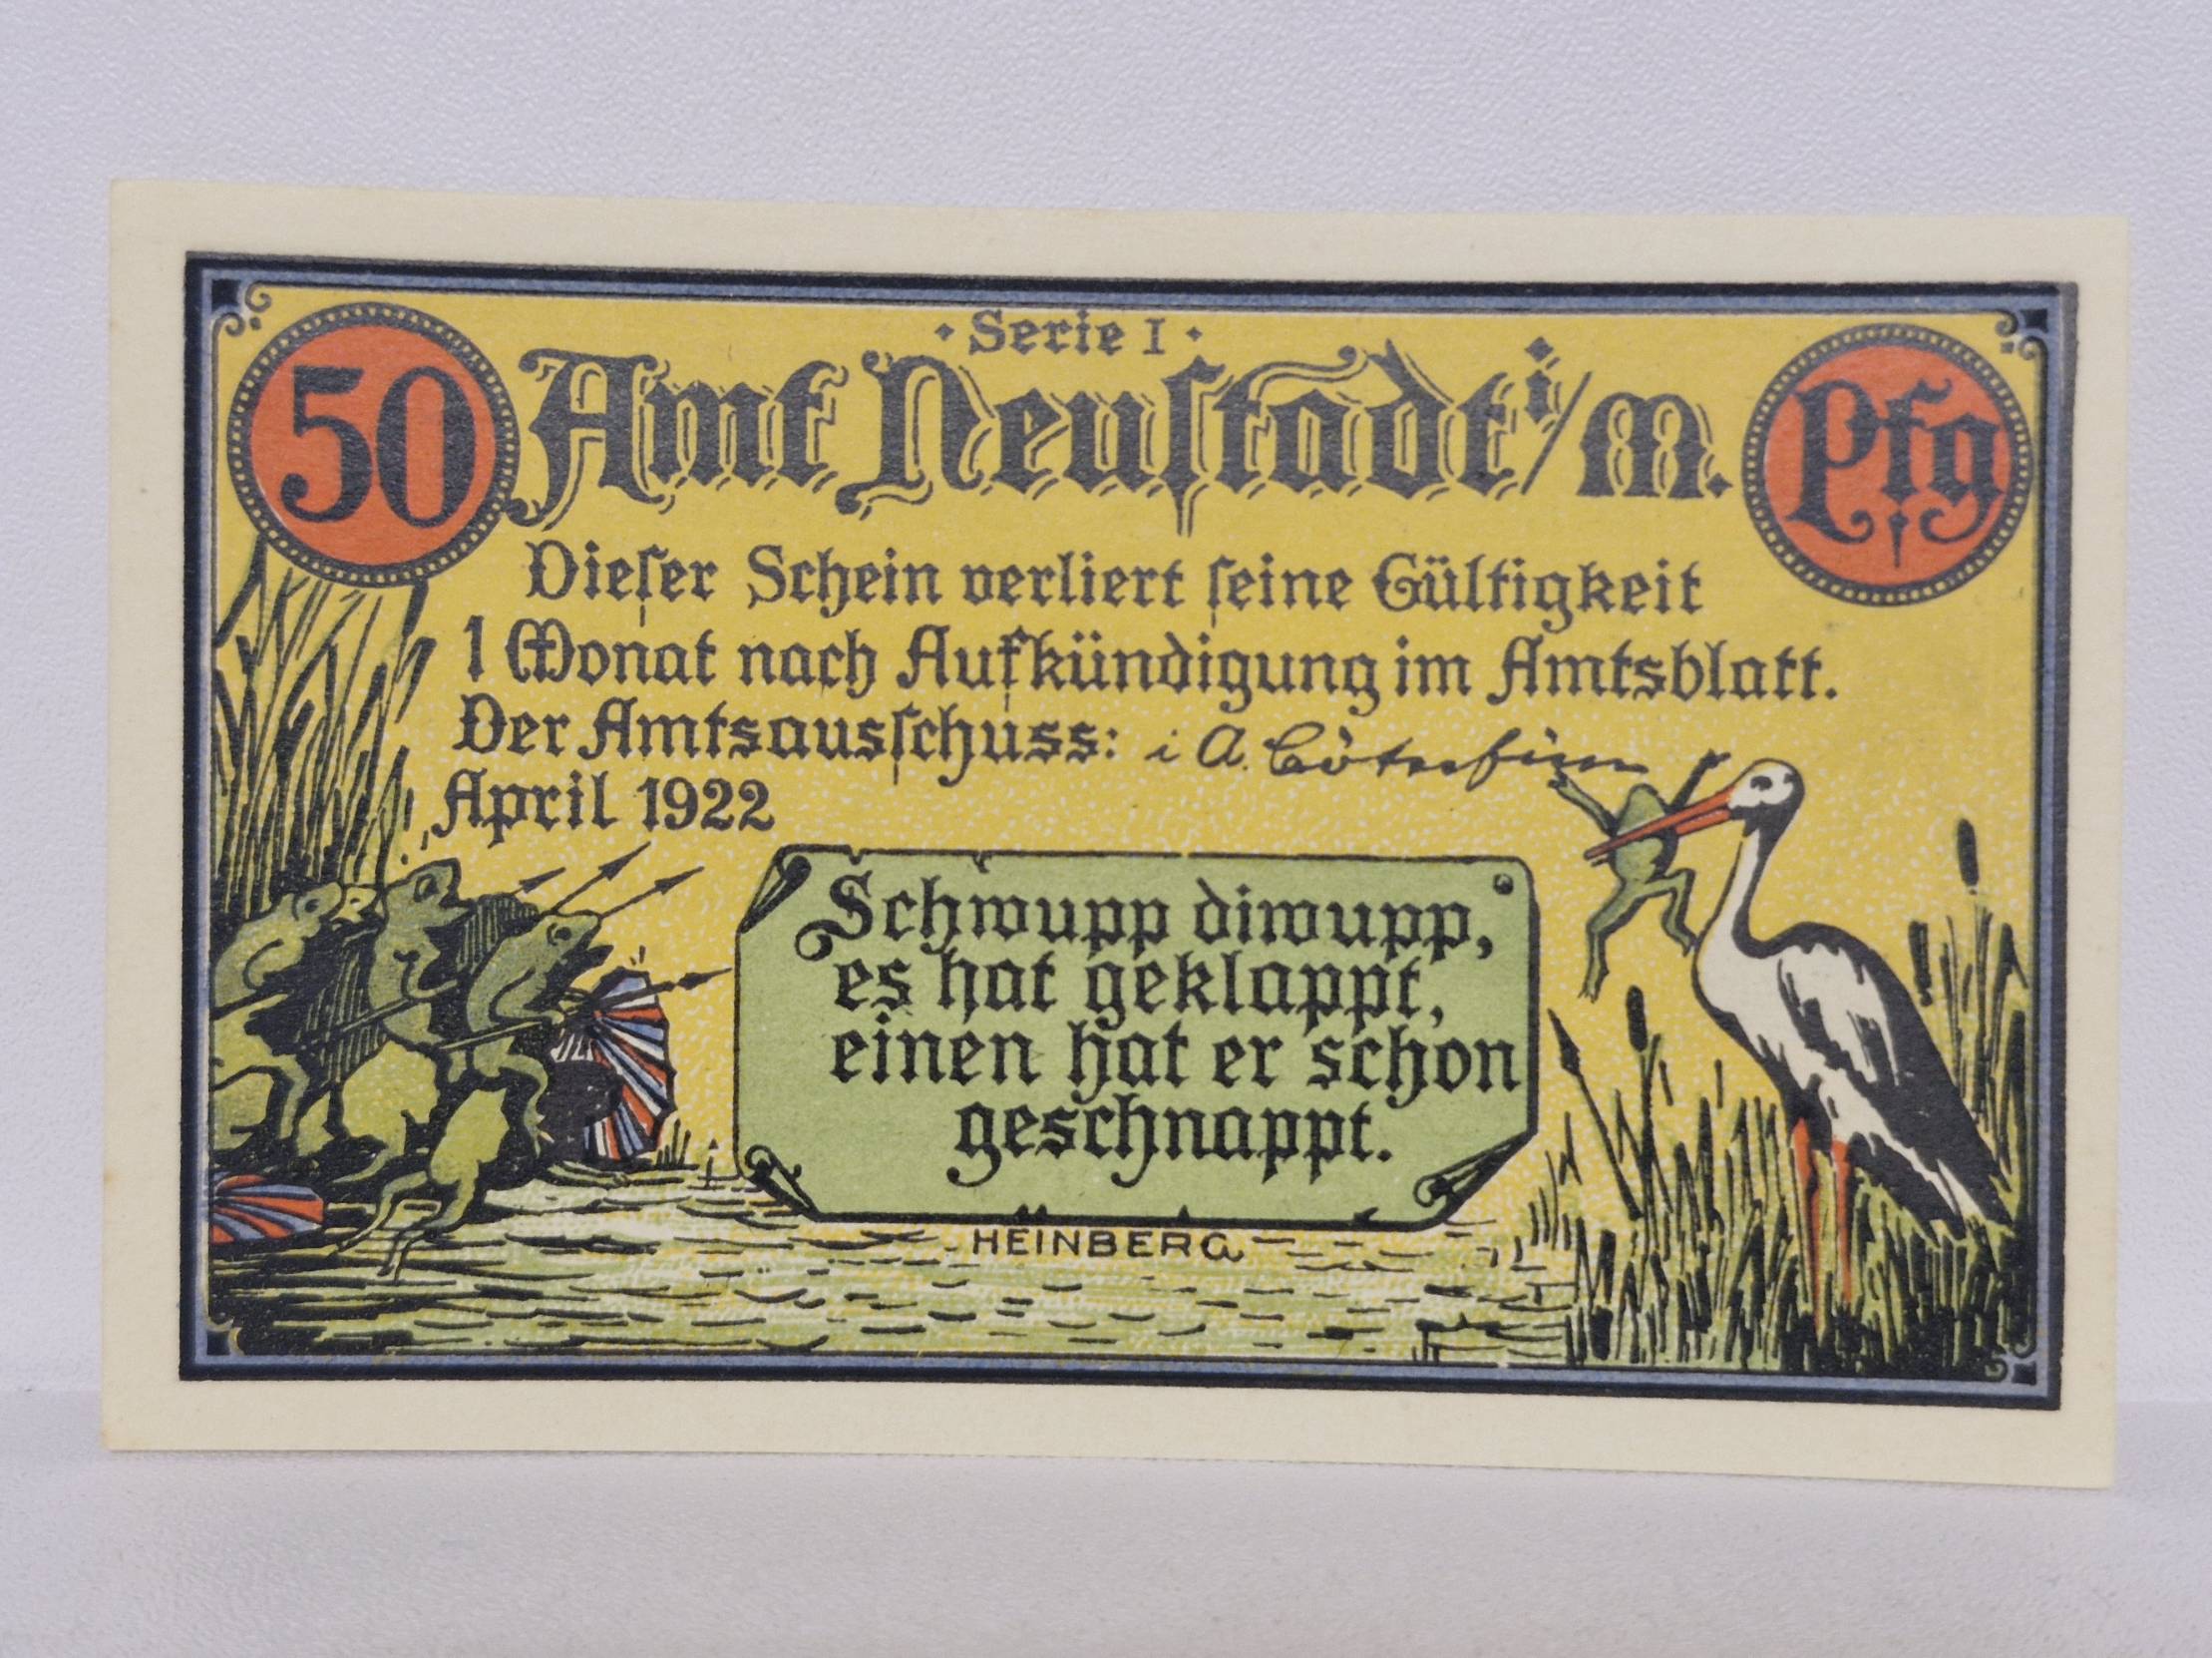 · Serie I ·
50 Amt Neuſtadt i/M. Pfg
Dieſer Schein verliert ſeine Gültigkeit
1 Monat nach Aufkündigung im Amtsblatt.
Der Amtsausſchuss: i A.
April 1922
Schwupp diwupp,
es hat geklappt,
einen hat er schon
geschnappt.
HEINBERG